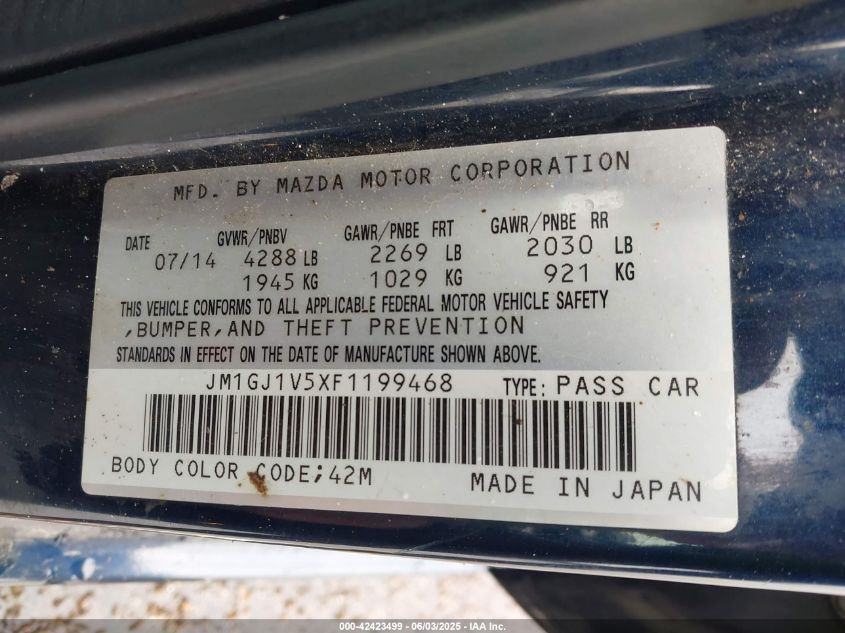 MFD. BY MAZDA MOTOR CORPORATION
DATE GVWR/PNBV GAWR/PNBE FRT GAWR/PNBE RR
07/14 4288 LB 2269 LB 2030 LB
1945 KG 1029 KG 921 KG
THIS VEHICLE CONFORMS TO ALL APPLICABLE FEDERAL MOTOR VEHICLE SAFETY
,BUMPER,AND THEFT PREVENTION
STANDARDS IN EFFECT ON THE DATE OF MANUFACTURE SHOWN ABOVE.
JM1GJ1V5XF1199468 TYPE: PASS CAR
BODY COLOR CODE;42M MADE IN JAPAN
000-42423499 - 06/03/2025 - IAA Inc.